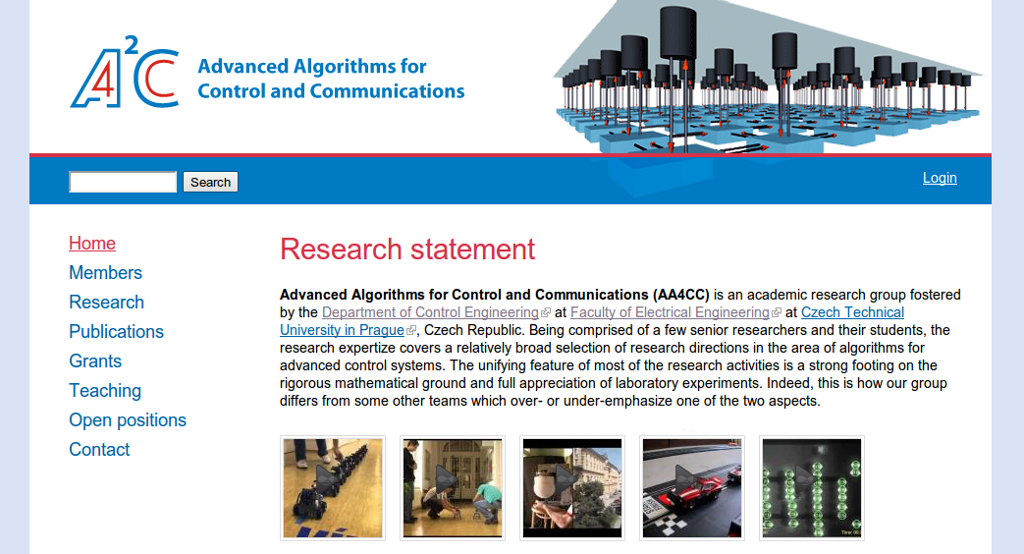 A4C2
Advanced Algorithms for
Control and Communications
Search
Login
Home
Members
Research
Publications
Grants
Teaching
Open positions
Contact
Research statement
Advanced Algorithms for Control and Communications (AA4CC) is an academic research group fostered
by the Department of Control Engineering at Faculty of Electrical Engineering at Czech Technical
University in Prague, Czech Republic. Being comprised of a few senior researchers and their students, the
research expertize covers a relatively broad selection of research directions in the area of algorithms for
advanced control systems. The unifying feature of most of the research activities is a strong footing on the
rigorous mathematical ground and full appreciation of laboratory experiments. Indeed, this is how our group
differs from some other teams which over- or under-emphasize one of the two aspects.